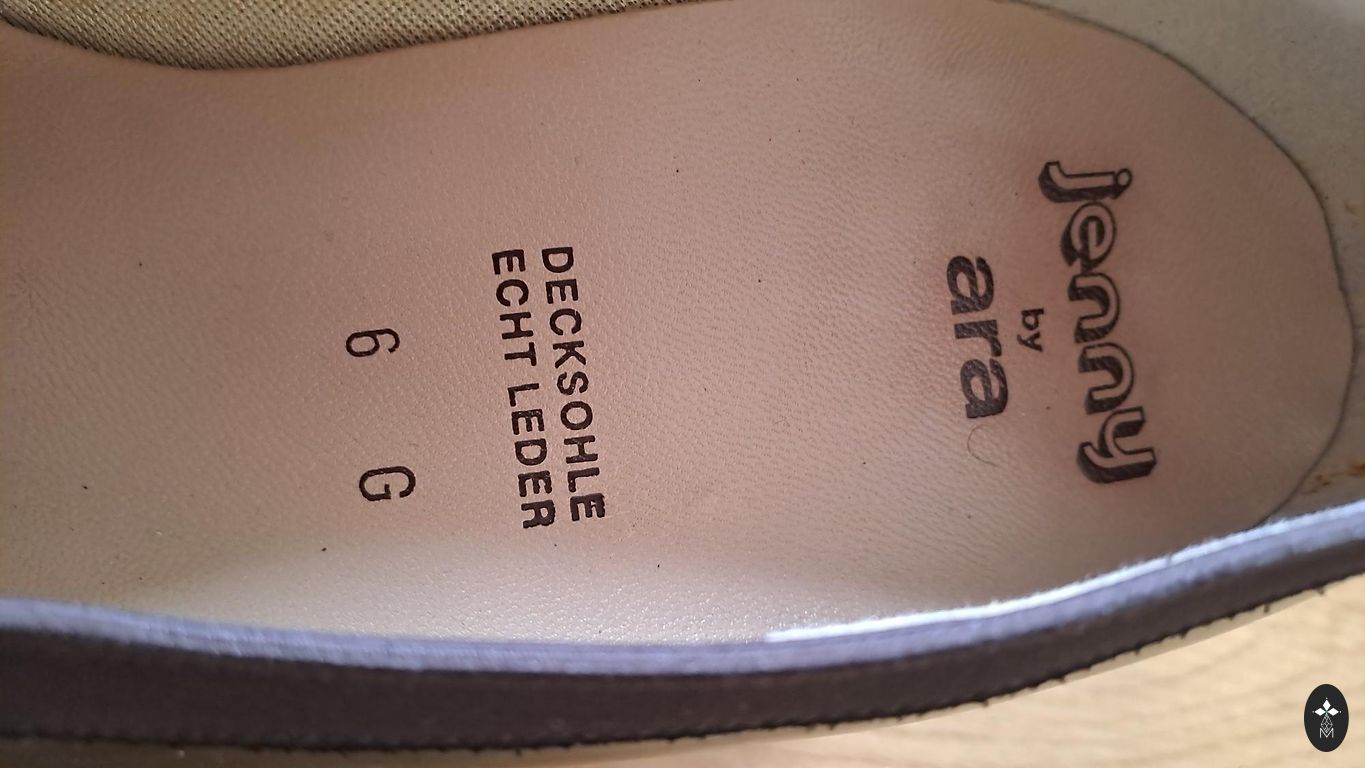 jenny
by
ara
DECKSOHLE
ECHT LEDER
6 G
M